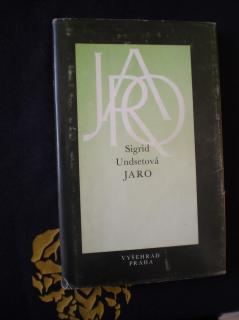 JARO
Sigrid
Undsetová
JARO
VYŠEHRAD
PRAHA